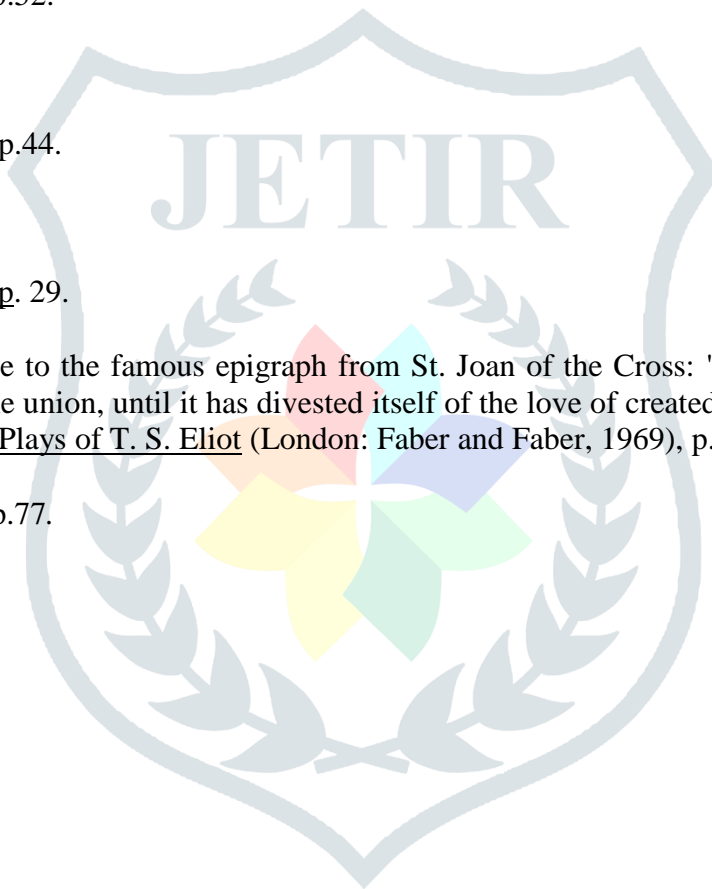 p.44.
JETIR
p. 29.
e to the famous epigraph from St. Joan of the Cross: '
e union, until it has divested itself of the love of created
Plays of T. S. Eliot (London: Faber and Faber, 1969), p.
p.77.